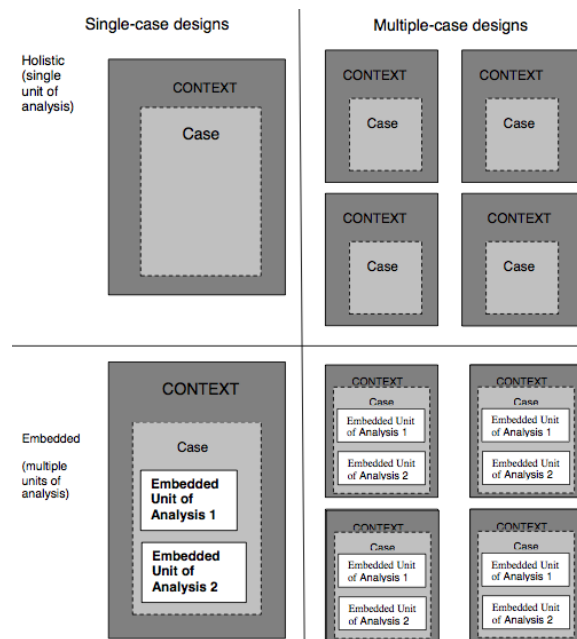 Single-case designs
Multiple-case designs
Holistic
(single
unit of
analysis)
CONTEXT
Case
CONTEXT
Case
CONTEXT
Case
CONTEXT
Case
CONTEXT
Case
Embedded
(multiple
units of
analysis)
CONTEXT
Case
Embedded
Unit of
Analysis 1
Embedded
Unit of
Analysis 2
CONTEXT
Case
Embedded Unit
of Analysis 1
Embedded Unit
of Analysis 2
CONTEXT
Case
Embedded Unit
of Analysis 1
Embedded Unit
of Analysis 2
CONTEXT
Case
Embedded Unit
of Analysis 1
Embedded Unit
of Analysis 2
CONTEXT
Case
Embedded Unit
of Analysis 1
Embedded Unit
of Analysis 2